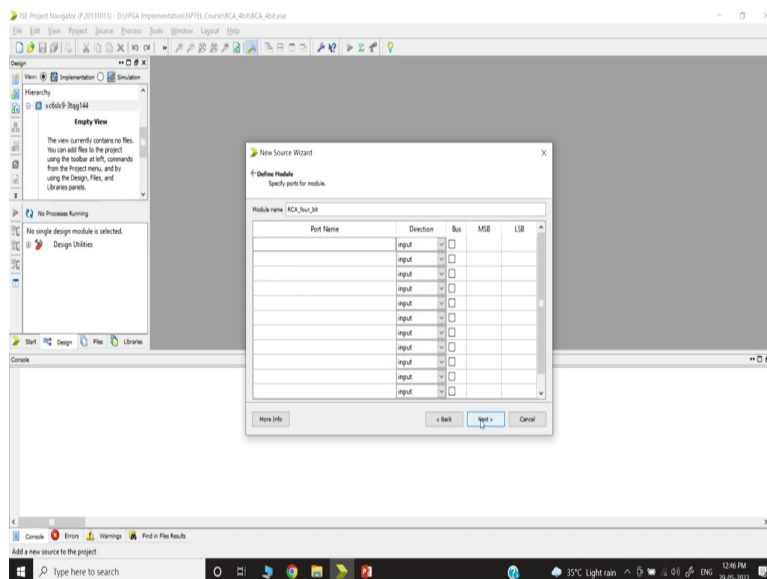 ISE Project Navigator (P.20131013) - D:\FPGA Implementation\NPTEL Course\RCA_4bit\RCA_4bit.xise
File Edit View Project Source Process Tools Window Layout Help
Design
View: Implementation Simulation
Hierarchy
xc6slx9-3tqg144
Empty View
The view currently contains no files.
You can add files to the project
using the toolbar at left, commands
from the Project menu, and by
using the Design, Files, and
Libraries panels.
No Processes Running
No single design module is selected.
Design Utilities
Start Design Files Libraries
New Source Wizard
Define Module
Specify ports for module.
Module name RCA_four_bit
Port Name Direction Bus MSB LSB
input
input
input
input
input
input
input
input
input
input
input
More Info < Back Next > Cancel
Console
Console Errors Warnings Find in Files Results
Add a new source to the project
Type here to search
35°C Light rain ENG 12:46 PM
29-05-2022